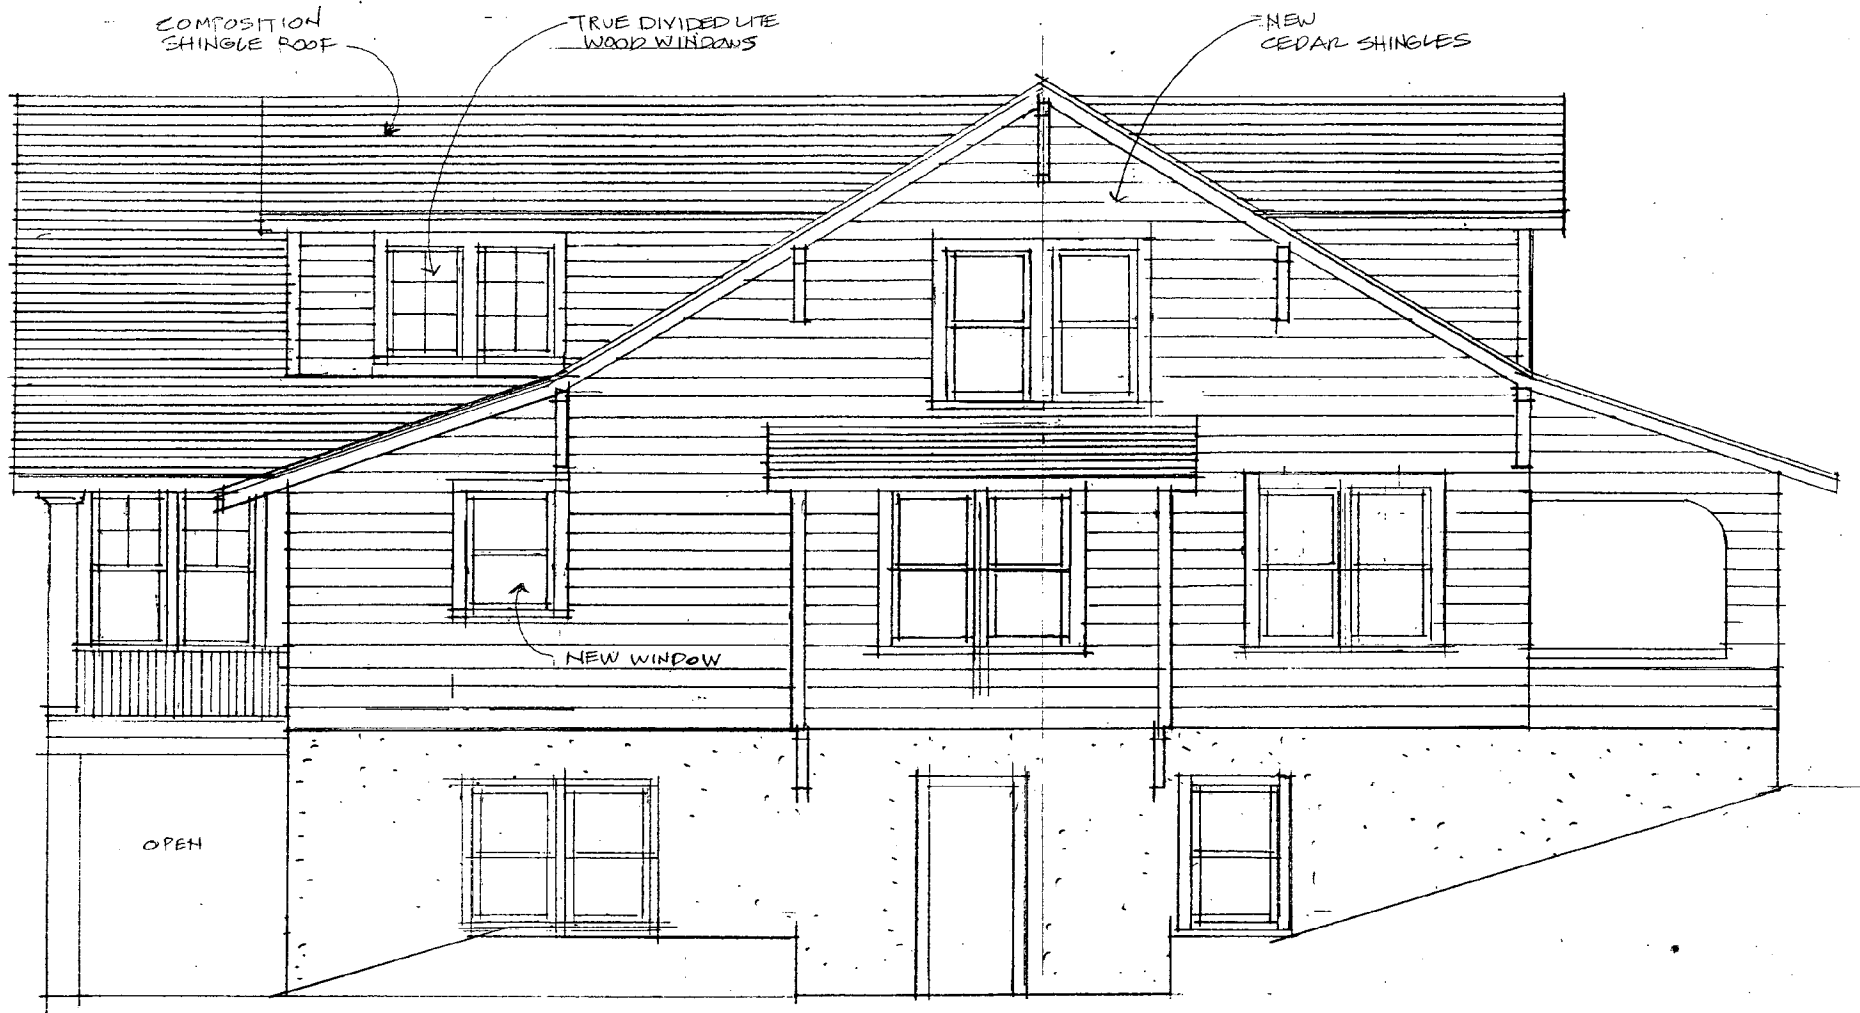 COMPOSITION
SHINGLE ROOF
TRUE DIVIDED LITE
WOOD WINDOWS
NEW
CEDAR SHINGLES
NEW WINDOW
OPEN